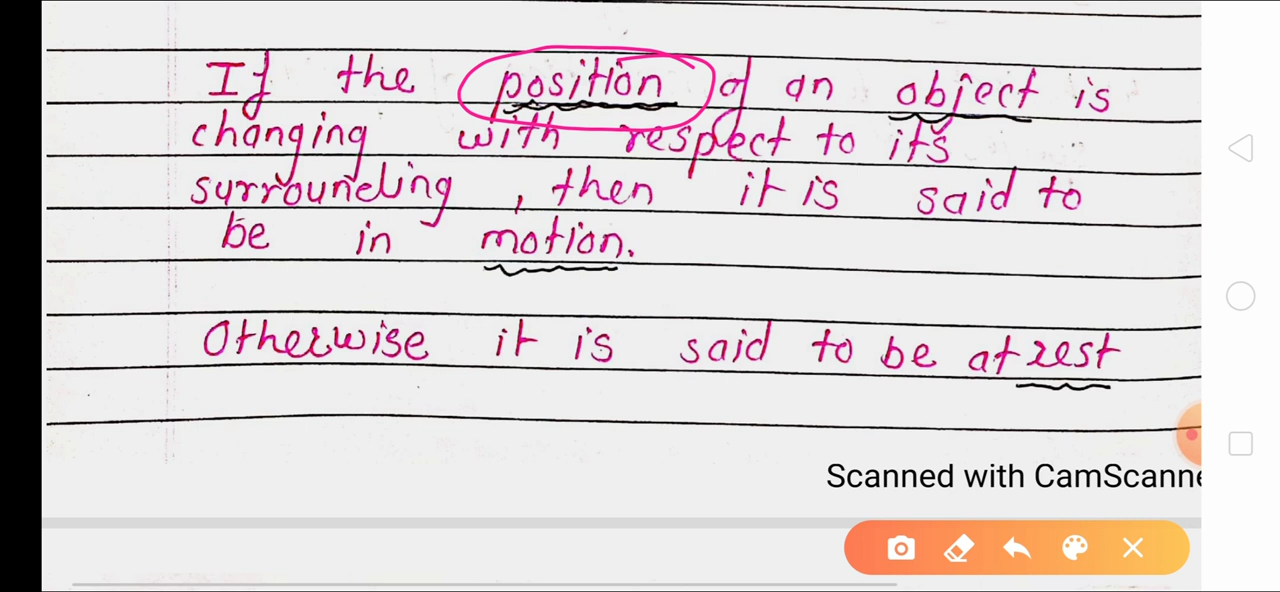 If the position of an object is
changing with respect to it's
surrounding, then it is said to
be in motion.
Otherwise it is said to be at rest
Scanned with CamScanne